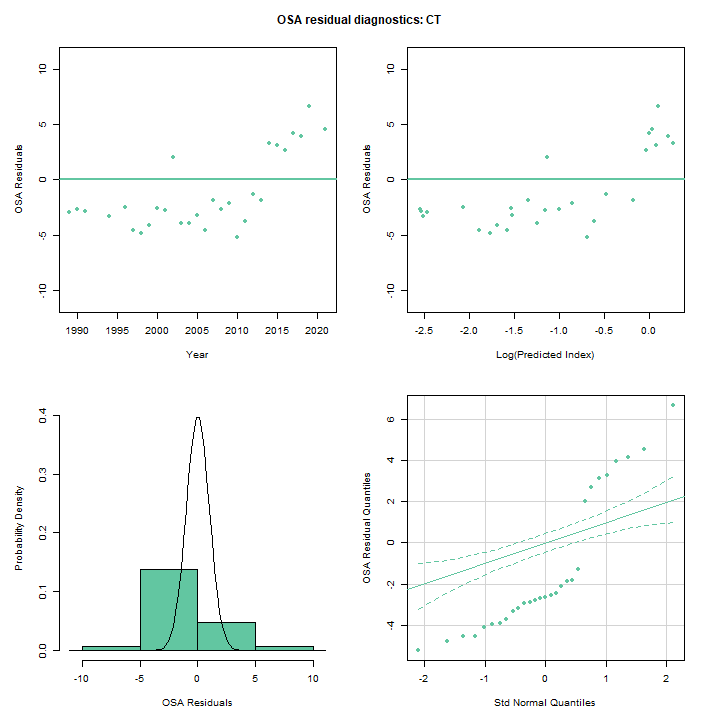 OSA residual diagnostics: CT
10
5
0
-5
-10
OSA Residuals
1990 1995 2000 2005 2010 2015 2020
Year
10
5
0
-5
-10
OSA Residuals
-2.5 -2.0 -1.5 -1.0 -0.5 0.0
Log(Predicted Index)
0.4
0.3
0.2
0.1
0.0
Probability Density
-10 -5 0 5 10
OSA Residuals
6
4
2
0
-2
-4
OSA Residual Quantiles
-2 -1 0 1 2
Std Normal Quantiles